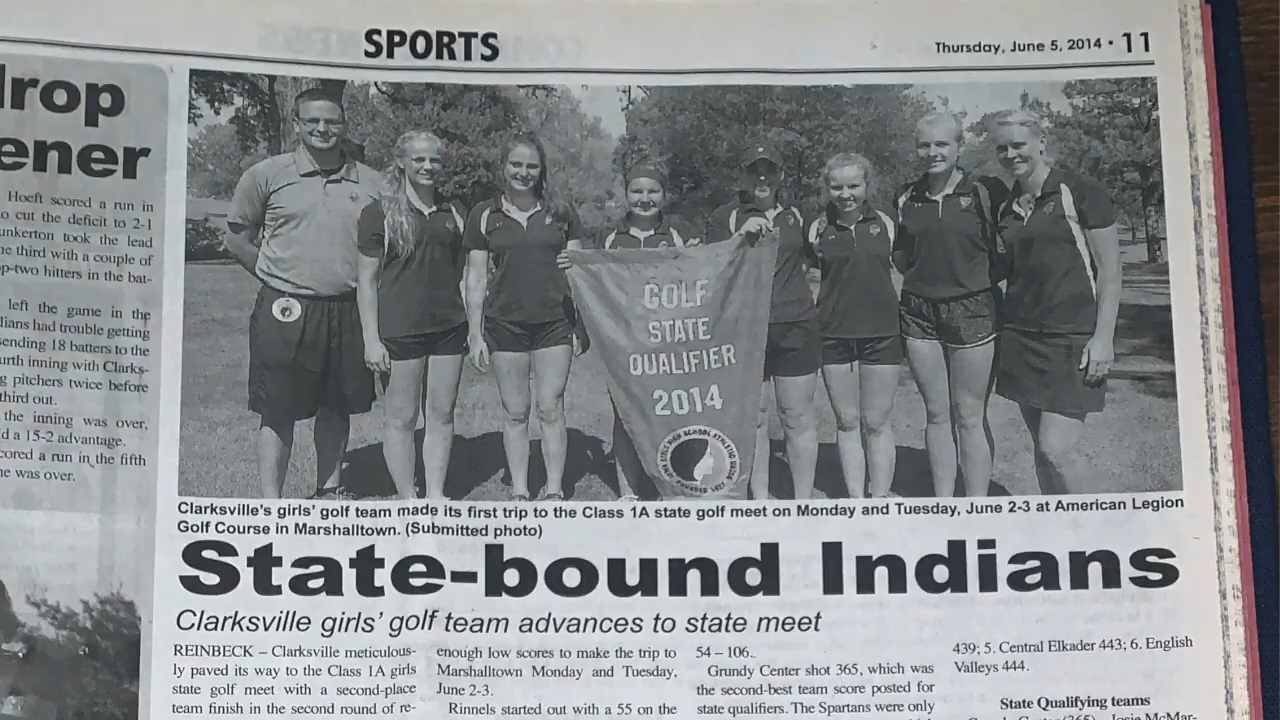 SPORTS
Thursday, June 5, 2014 • 11
drop
ener
Hoeft scored a run in
o cut the deficit to 2-1
unkerton took the lead
ne third with a couple of
p-two hitters in the bat-
left the game in the
lians had trouble getting
sending 18 batters to the
urth inning with Clarks-
g pitchers twice before
third out.
the inning was over,
d a 15-2 advantage.
cored a run in the fifth
ne was over.
GOLF
STATE
QUALIFIER
2014
Clarksville's girls' golf team made its first trip to the Class 1A state golf meet on Monday and Tuesday, June 2-3 at American Legion
Golf Course in Marshalltown. (Submitted photo)
State-bound Indians
Clarksville girls' golf team advances to state meet
REINBECK – Clarksville meticulous-
ly paved its way to the Class 1A girls
state golf meet with a second-place
team finish in the second round of re-
enough low scores to make the trip to
Marshalltown Monday and Tuesday,
June 2-3.
Rinnels started out with a 55 on the
54 – 106.
Grundy Center shot 365, which was
the second-best team score posted for
state qualifiers. The Spartans were only
439; 5. Central Elkader 443; 6. English
Valleys 444.
State Qualifying teams